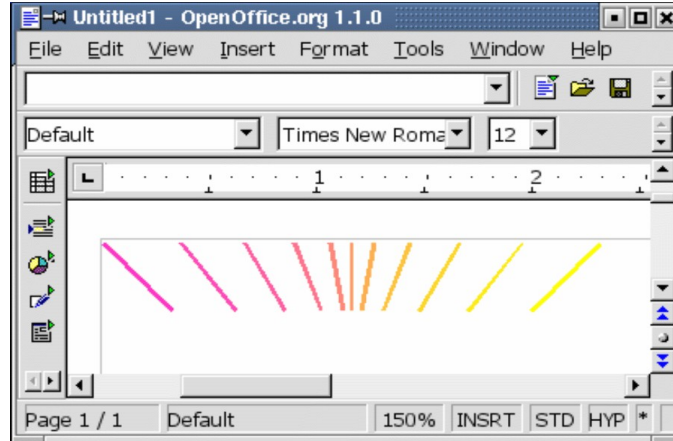 Untitled1 - OpenOffice.org 1.1.0
File Edit View Insert Format Tools Window Help
Default Times New Roma 12
1 2
Page 1 / 1 Default 150% INSRT STD HYP *